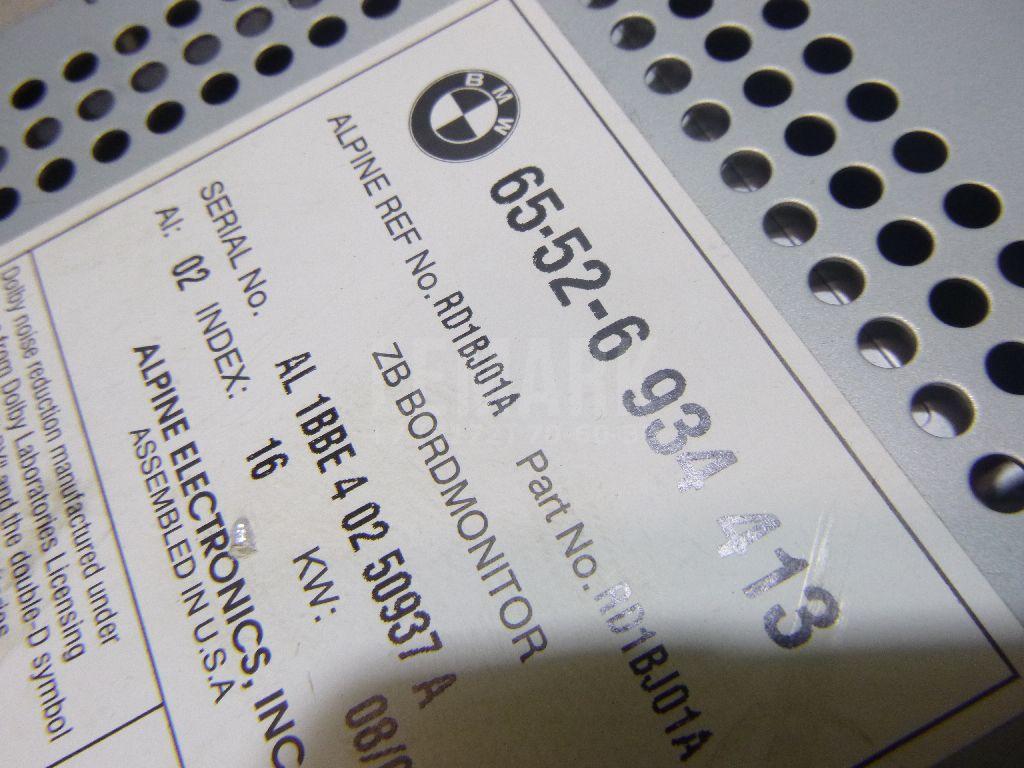 BMW
65-52-6 934 413
ALPINE REF No. RD1BJ01A Part No. RD1BJ01A
ZB BORDMONITOR
SERIAL No. AL 1BBE 4 02 50937 A
AI: 02 INDEX: 16 KW: 08/
ALPINE ELECTRONICS, INC
ASSEMBLED IN U.S.A
Dolby noise reduction manufactured under
from Dolby Laboratories Licensing
and the double-D symbol